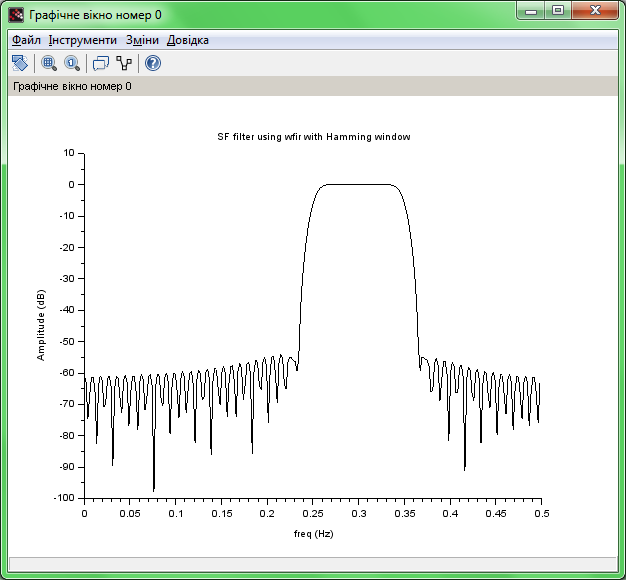 Графічне вікно номер 0
Файл Інструменти Зміни Довідка
Графічне вікно номер 0
SF filter using wfir with Hamming window
10
0
-10
-20
-30
-40
-50
-60
-70
-80
-90
-100
Amplitude (dB)
0 0.05 0.1 0.15 0.2 0.25 0.3 0.35 0.4 0.45 0.5
freq (Hz)